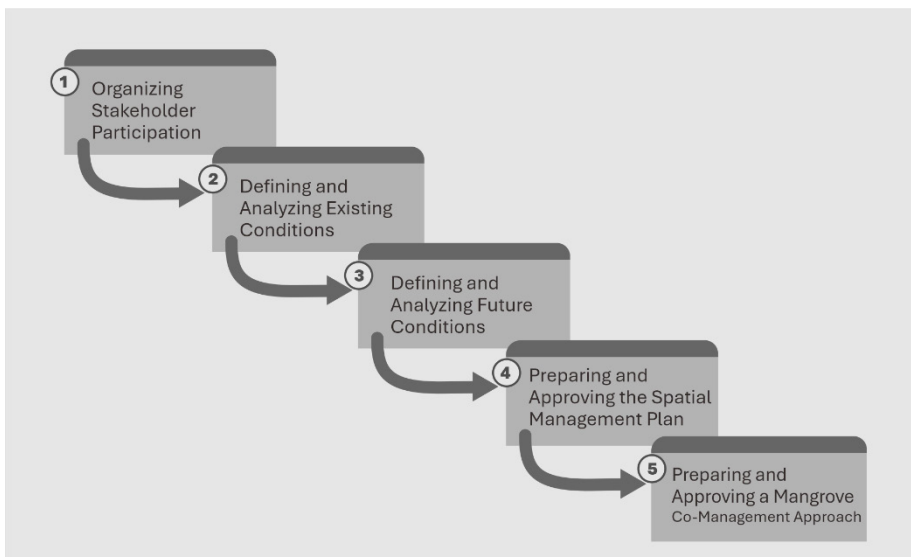 1
Organizing
Stakeholder
Participation
2
Defining and
Analyzing Existing
Conditions
3
Defining and
Analyzing Future
Conditions
4
Preparing and
Approving the Spatial
Management Plan
5
Preparing and
Approving a Mangrove
Co-Management Approach